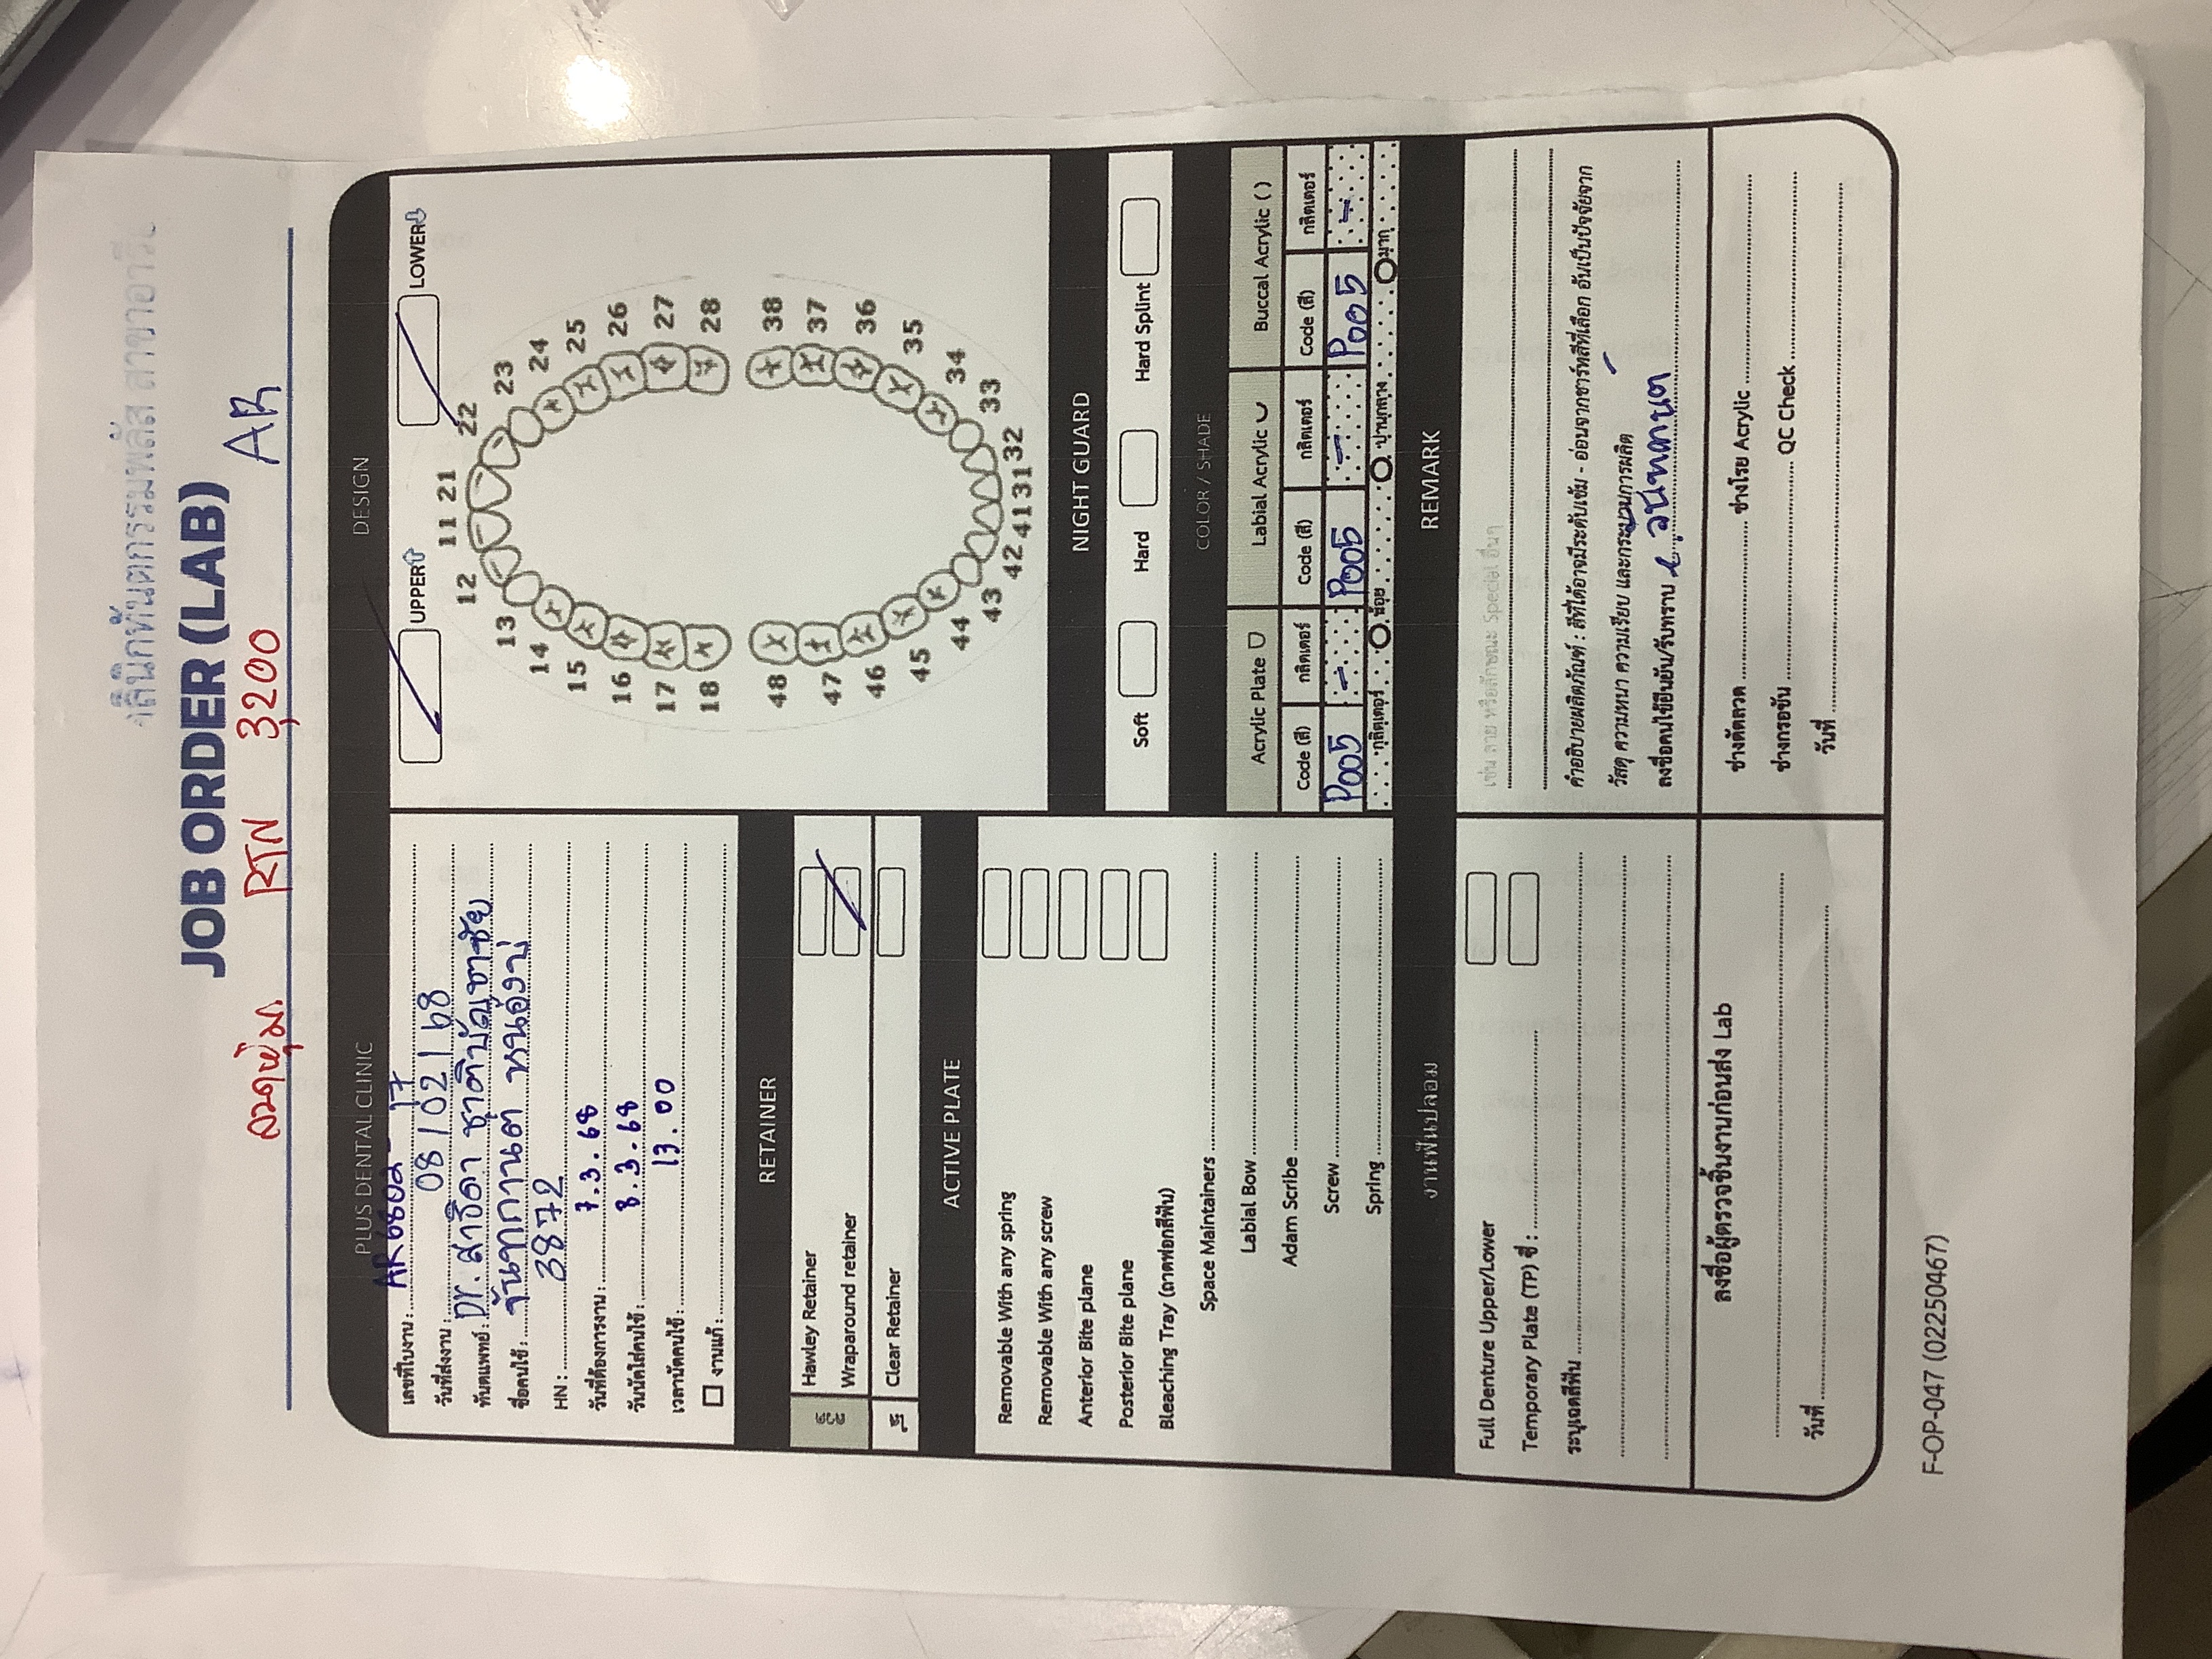 คลินิกทันตกรรมพลัส สาขาอารีย์
JOB ORDER (LAB)
ลวดหุ้ม RTN 3,200 AR
PLUS DENTAL CLINIC
เลขที่ใบงาน : AR6802-17
วันที่ส่งงาน : 08/02/68
ทันตแพทย์ : Dr. สาธิดา ชาติบัญชาชัย
ชื่อคนไข้ : จันทกานต์ หนองบุ่
HN : 3872
วันที่ต้องการงาน : 7.3.68
วันนัดใส่คนไข้ : 8.3.68
เวลานัดคนไข้ : 13.00
งานแก้ :
RETAINER
ลวด
Hawley Retainer
Wraparound retainer
ใส
Clear Retainer
ACTIVE PLATE
Removable With any spring
Removable With any screw
Anterior Bite plane
Posterior Bite plane
Bleaching Tray (ถาดฟอกสีฟัน)
Space Maintainers
Labial Bow
Adam Scribe
Screw
Spring
งานฟันปลอม
Full Denture Upper/Lower
Temporary Plate (TP) ซี่ :
ระบุเฉดสีฟัน
ลงชื่อผู้ตรวจชิ้นงานก่อนส่ง Lab
วันที่
DESIGN
UPPER LOWER
11 21
12 22
13 23
14 24
15 25
16 26
17 27
18 28
48 38
47 37
46 36
45 35
44 34
43 33
42 41 31 32
NIGHT GUARD
Soft Hard Hard Splint
COLOR / SHADE
Acrylic Plate Labial Acrylic Buccal Acrylic ( )
Code (สี) กลิตเตอร์ Code (สี) กลิตเตอร์ Code (สี) กลิตเตอร์
P005 - P005 - P005 -
กลิตเตอร์ น้อย ปานกลาง มาก
REMARK
เช่น ลาย หรือลักษณะ Special อื่นๆ
คำอธิบายผลิตภัณฑ์ : สีที่ได้อาจมีระดับเข้ม - อ่อนจากชาร์ทสีที่เลือก อันเป็นปัจจัยจาก
วัสดุ ความหนา ความเรียบ และกระบวนการผลิต
ลงชื่อคนไข้ยืนยัน/รับทราบ จันทกานต์
ช่างดัดลวด ช่างโรย Acrylic
ช่างกรอขัน QC Check
วันที่
F-OP-047 (02250467)